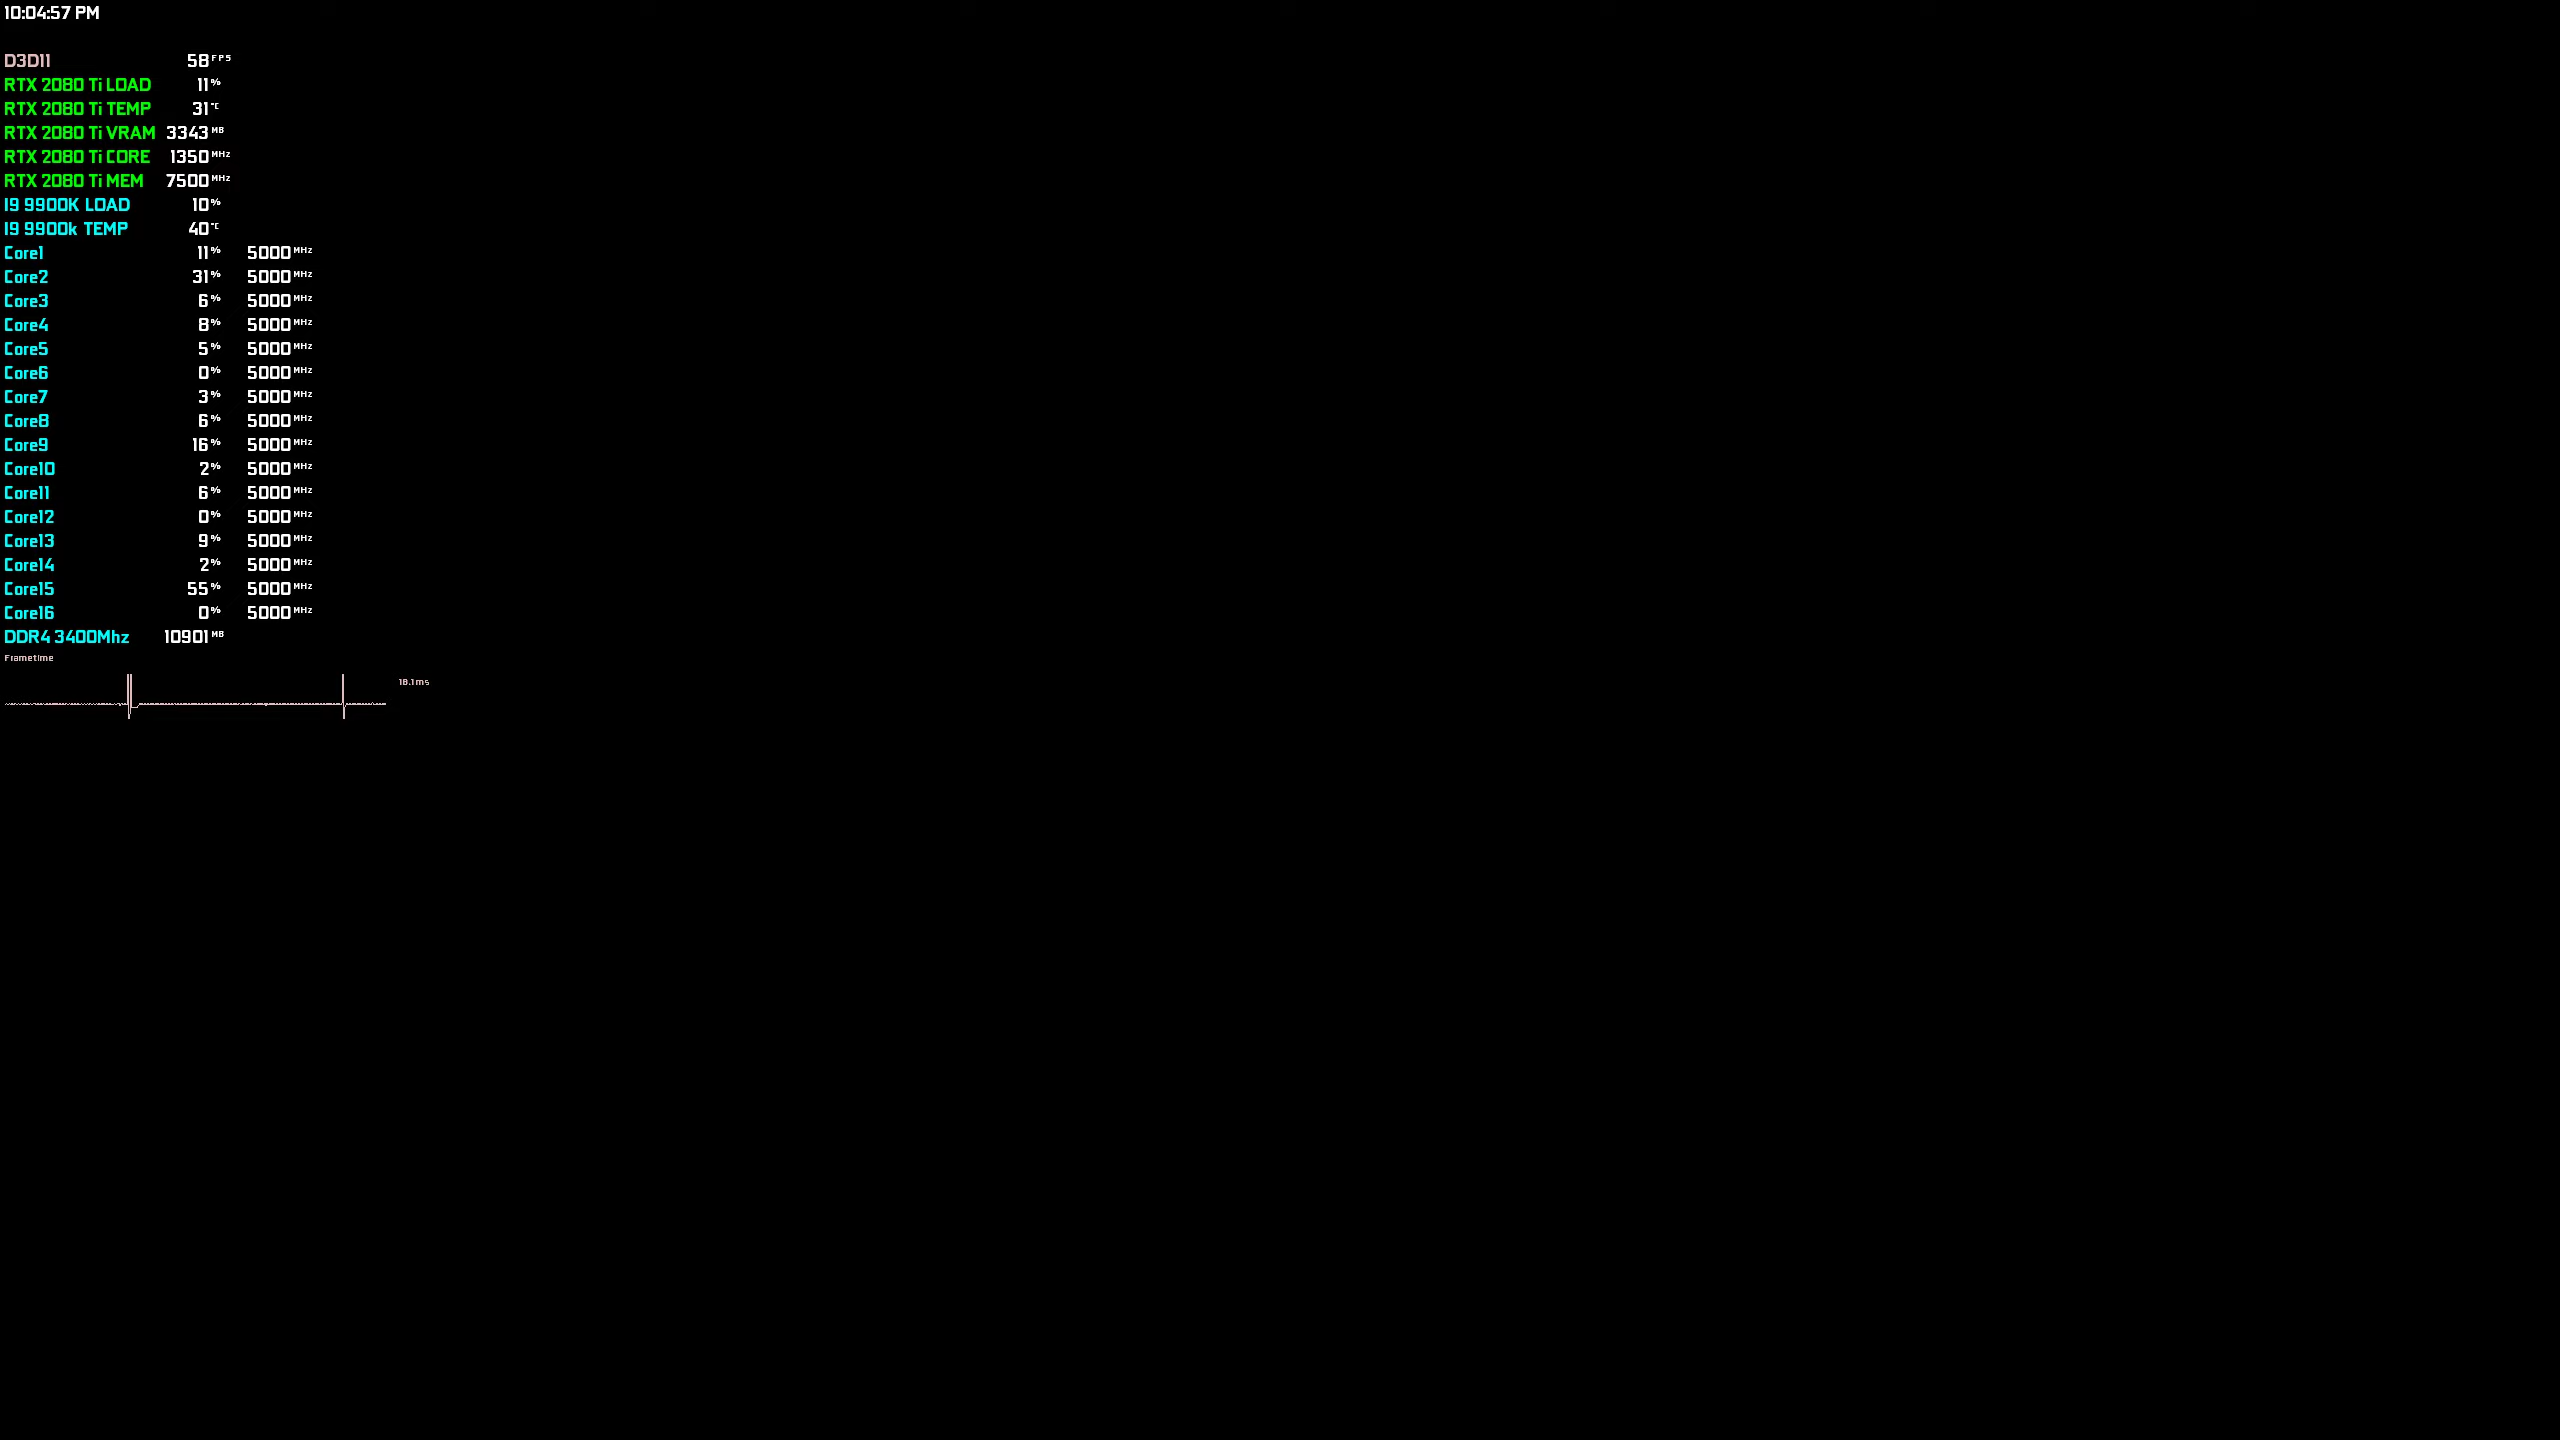 10:04:57 PM
D3D11 58 FPS
RTX 2080 Ti LOAD 11 %
RTX 2080 Ti TEMP 31 °C
RTX 2080 Ti VRAM 3343 MB
RTX 2080 Ti CORE 1350 MHz
RTX 2080 Ti MEM 7500 MHz
I9 9900K LOAD 10 %
I9 9900k TEMP 40 °C
Core1 11 % 5000 MHz
Core2 31 % 5000 MHz
Core3 6 % 5000 MHz
Core4 8 % 5000 MHz
Core5 5 % 5000 MHz
Core6 0 % 5000 MHz
Core7 3 % 5000 MHz
Core8 6 % 5000 MHz
Core9 16 % 5000 MHz
Core10 2 % 5000 MHz
Core11 6 % 5000 MHz
Core12 0 % 5000 MHz
Core13 9 % 5000 MHz
Core14 2 % 5000 MHz
Core15 55 % 5000 MHz
Core16 0 % 5000 MHz
DDR4 3400Mhz 10901 MB
Frametime
18.1ms